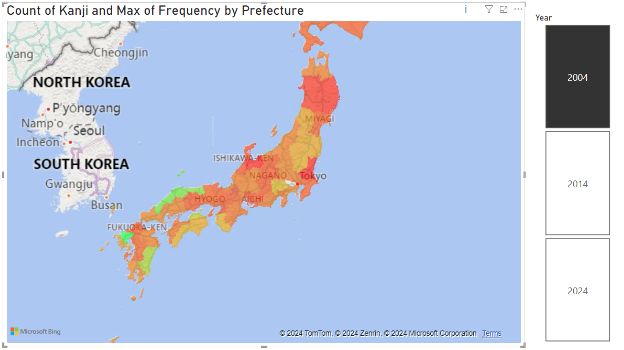 Count of Kanji and Max of Frequency by Prefecture
Year
yang
Cheongjin
NORTH KOREA
2004
P'yŏngyang
Namp'o
MIYAGI
Seoul
Incheon
ISHIKAWA-KEN
SOUTH KOREA
NAGANO
Tokyo
2014
Gwangju
HYOGO
AICHI
Busan
FUKUOKA-KEN
2024
Microsoft Bing
© 2024 TomTom, © 2024 Zenrin, © 2024 Microsoft Corporation Terms